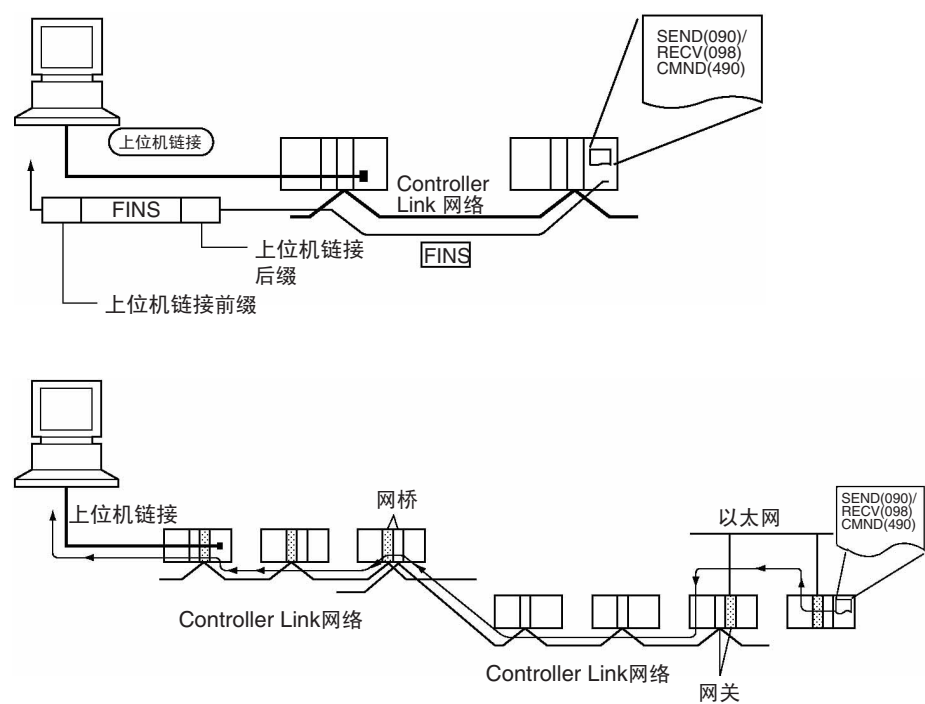 SEND(090)/
RECV(098)
CMND(490)
上位机链接
Controller
Link 网络
FINS
上位机链接
后缀
FINS
上位机链接前缀
网桥
SEND(090)/
RECV(098)
CMND(490)
上位机链接
以太网
Controller Link网络
Controller Link网络
网关